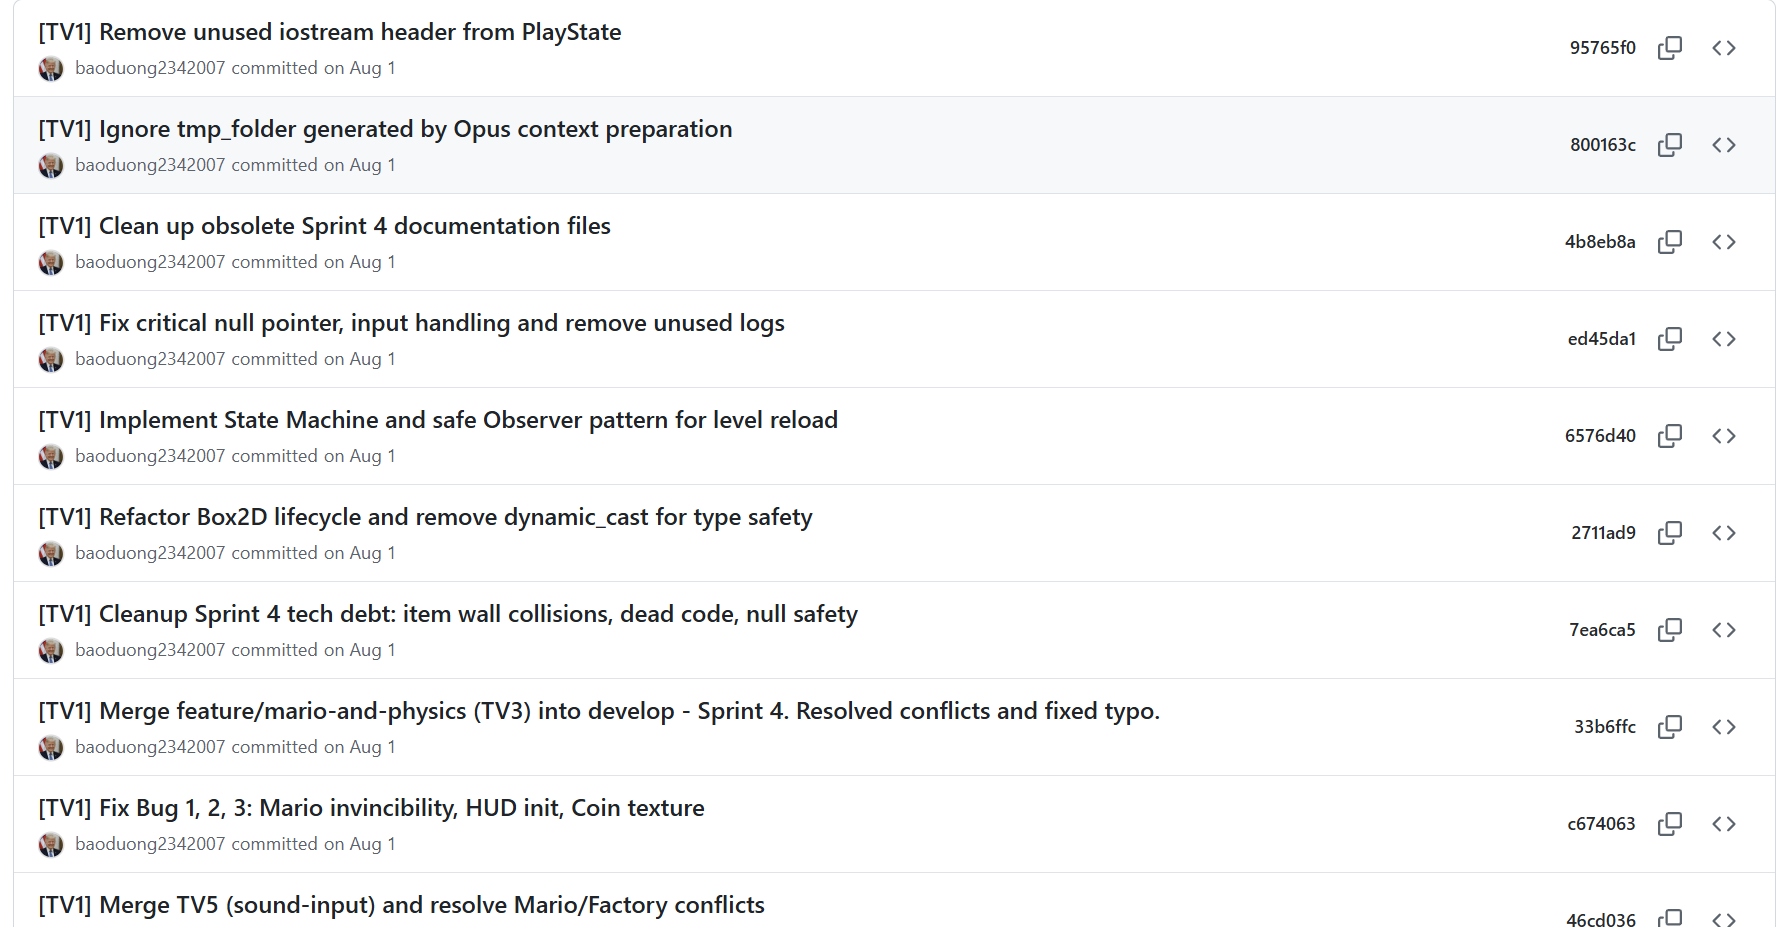 [TV1] Remove unused iostream header from PlayState
95765f0
baoduong2342007 committed on Aug 1
[TV1] Ignore tmp_folder generated by Opus context preparation
800163c
baoduong2342007 committed on Aug 1
[TV1] Clean up obsolete Sprint 4 documentation files
4b8eb8a
baoduong2342007 committed on Aug 1
[TV1] Fix critical null pointer, input handling and remove unused logs
ed45da1
baoduong2342007 committed on Aug 1
[TV1] Implement State Machine and safe Observer pattern for level reload
6576d40
baoduong2342007 committed on Aug 1
[TV1] Refactor Box2D lifecycle and remove dynamic_cast for type safety
2711ad9
baoduong2342007 committed on Aug 1
[TV1] Cleanup Sprint 4 tech debt: item wall collisions, dead code, null safety
7ea6ca5
baoduong2342007 committed on Aug 1
[TV1] Merge feature/mario-and-physics (TV3) into develop - Sprint 4. Resolved conflicts and fixed typo.
33b6ffc
baoduong2342007 committed on Aug 1
[TV1] Fix Bug 1, 2, 3: Mario invincibility, HUD init, Coin texture
c674063
baoduong2342007 committed on Aug 1
[TV1] Merge TV5 (sound-input) and resolve Mario/Factory conflicts
46cd036